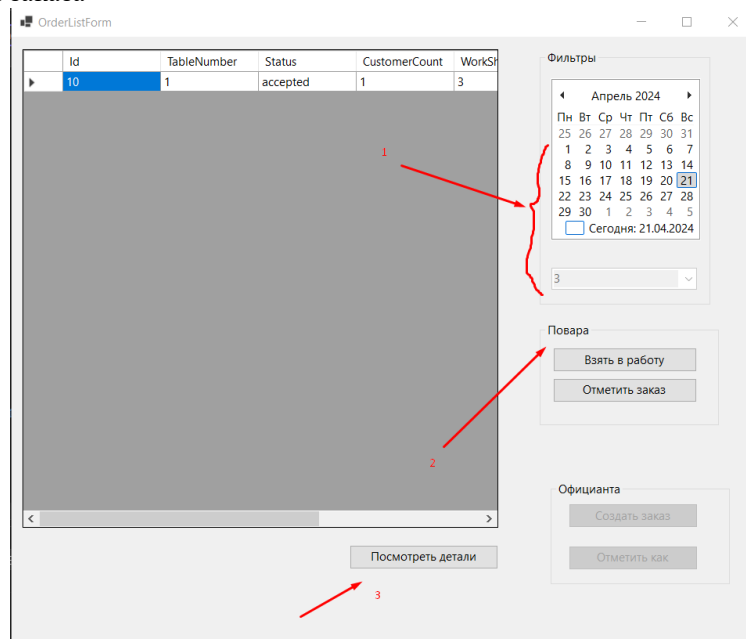 OrderListForm
Id TableNumber Status CustomerCount WorkSh
10 1 accepted 1 3
Фильтры
Апрель 2024
Пн Вт Ср Чт Пт Сб Вс
25 26 27 28 29 30 31
1 2 3 4 5 6 7
8 9 10 11 12 13 14
15 16 17 18 19 20 21
22 23 24 25 26 27 28
29 30 1 2 3 4 5
Сегодня: 21.04.2024
3
1
Повара
Взять в работу
Отметить заказ
2
Официанта
Создать заказ
Отметить как
Посмотреть детали
3